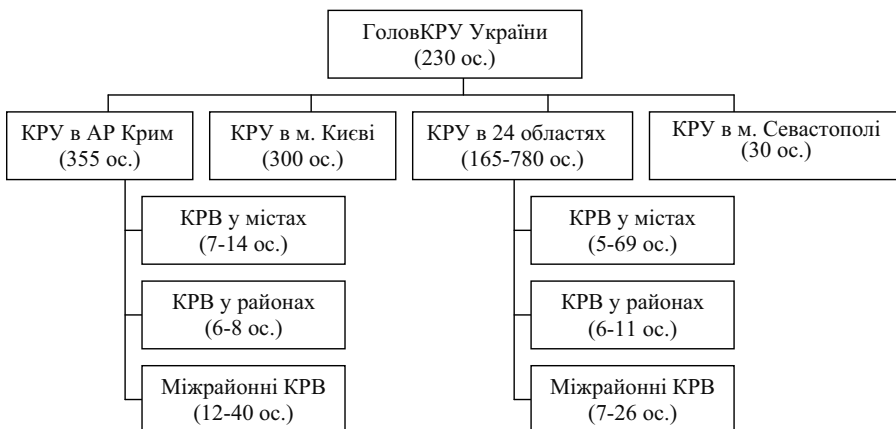 ГоловКРУ України
(230 ос.)
КРУ в АР Крим
(355 ос.)
КРУ в м. Києві
(300 ос.)
КРУ в 24 областях
(165-780 ос.)
КРУ в м. Севастополі
(30 ос.)
КРВ у містах
(7-14 ос.)
КРВ у районах
(6-8 ос.)
Міжрайонні КРВ
(12-40 ос.)
КРВ у містах
(5-69 ос.)
КРВ у районах
(6-11 ос.)
Міжрайонні КРВ
(7-26 ос.)